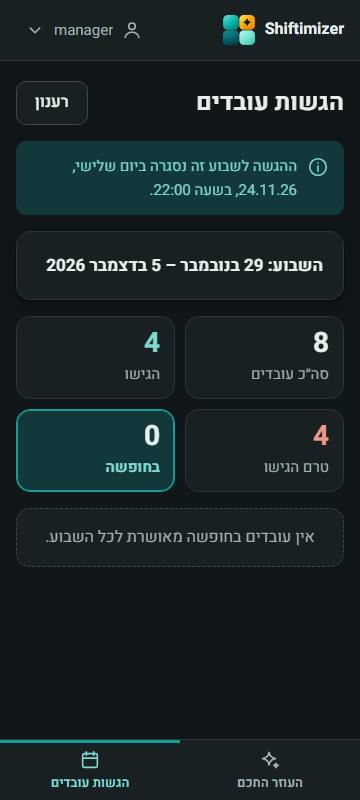 Shiftimizer
manager
הגשות עובדים
רענון
ההגשה לשבוע זה נסגרה ביום שלישי,
24.11.26, בשעה 22:00.
השבוע: 29 בנובמבר – 5 בדצמבר 2026
8
סה"כ עובדים
4
הגישו
4
טרם הגישו
0
בחופשה
אין עובדים בחופשה מאושרת לכל השבוע.
העוזר החכם
הגשות עובדים